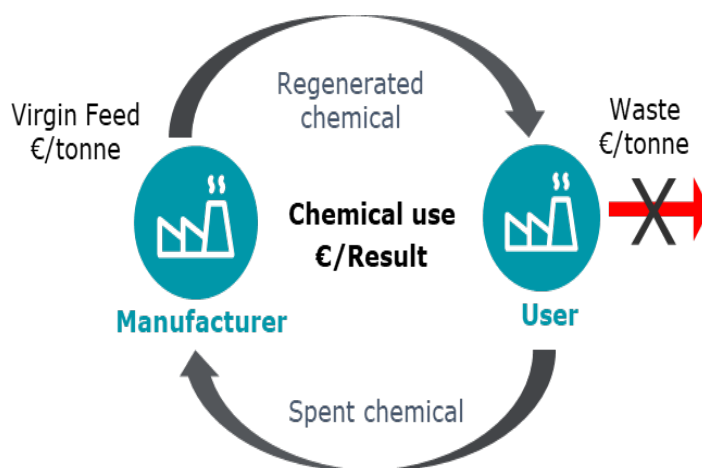 Regenerated
chemical
Virgin Feed
€/tonne
Waste
€/tonne
Chemical use
€/Result
Manufacturer
User
Spent chemical